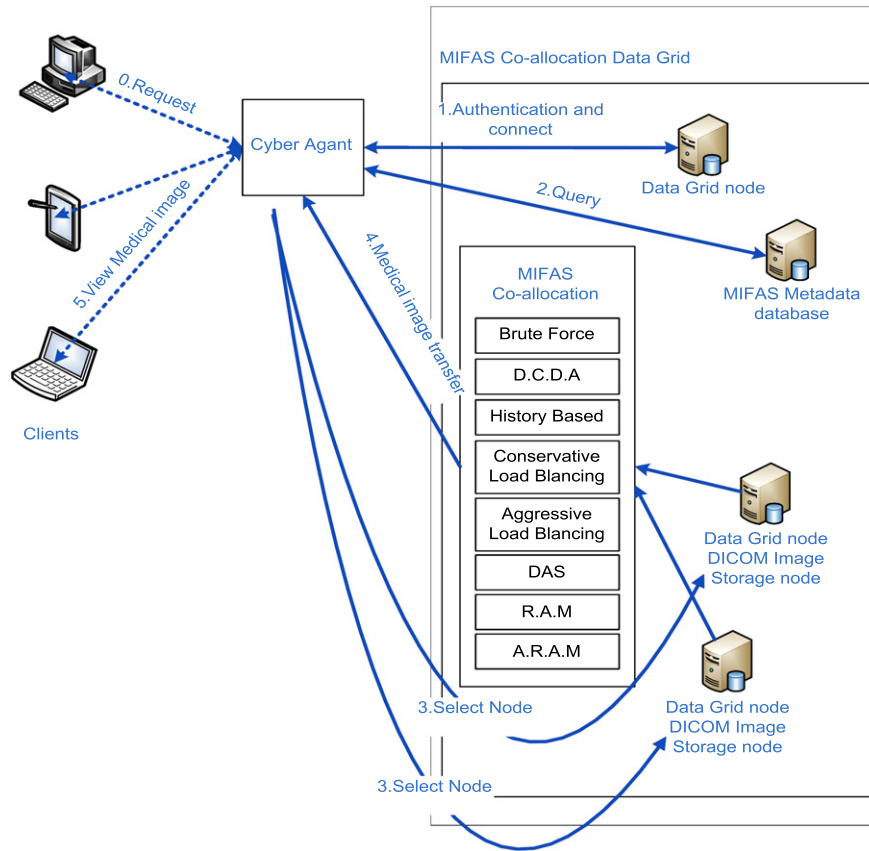 MIFAS Co-allocation Data Grid
0.Request
1.Authentication and
connect
Cyber Agant
Data Grid node
2.Query
5.View Medical image
4.Medical image transfer
MIFAS Metadata
database
MIFAS
Co-allocation
Brute Force
D.C.D.A
History Based
Conservative
Load Blancing
Aggressive
Load Blancing
DAS
R.A.M
A.R.A.M
Clients
Data Grid node
DICOM Image
Storage node
Data Grid node
DICOM Image
Storage node
3.Select Node
3.Select Node